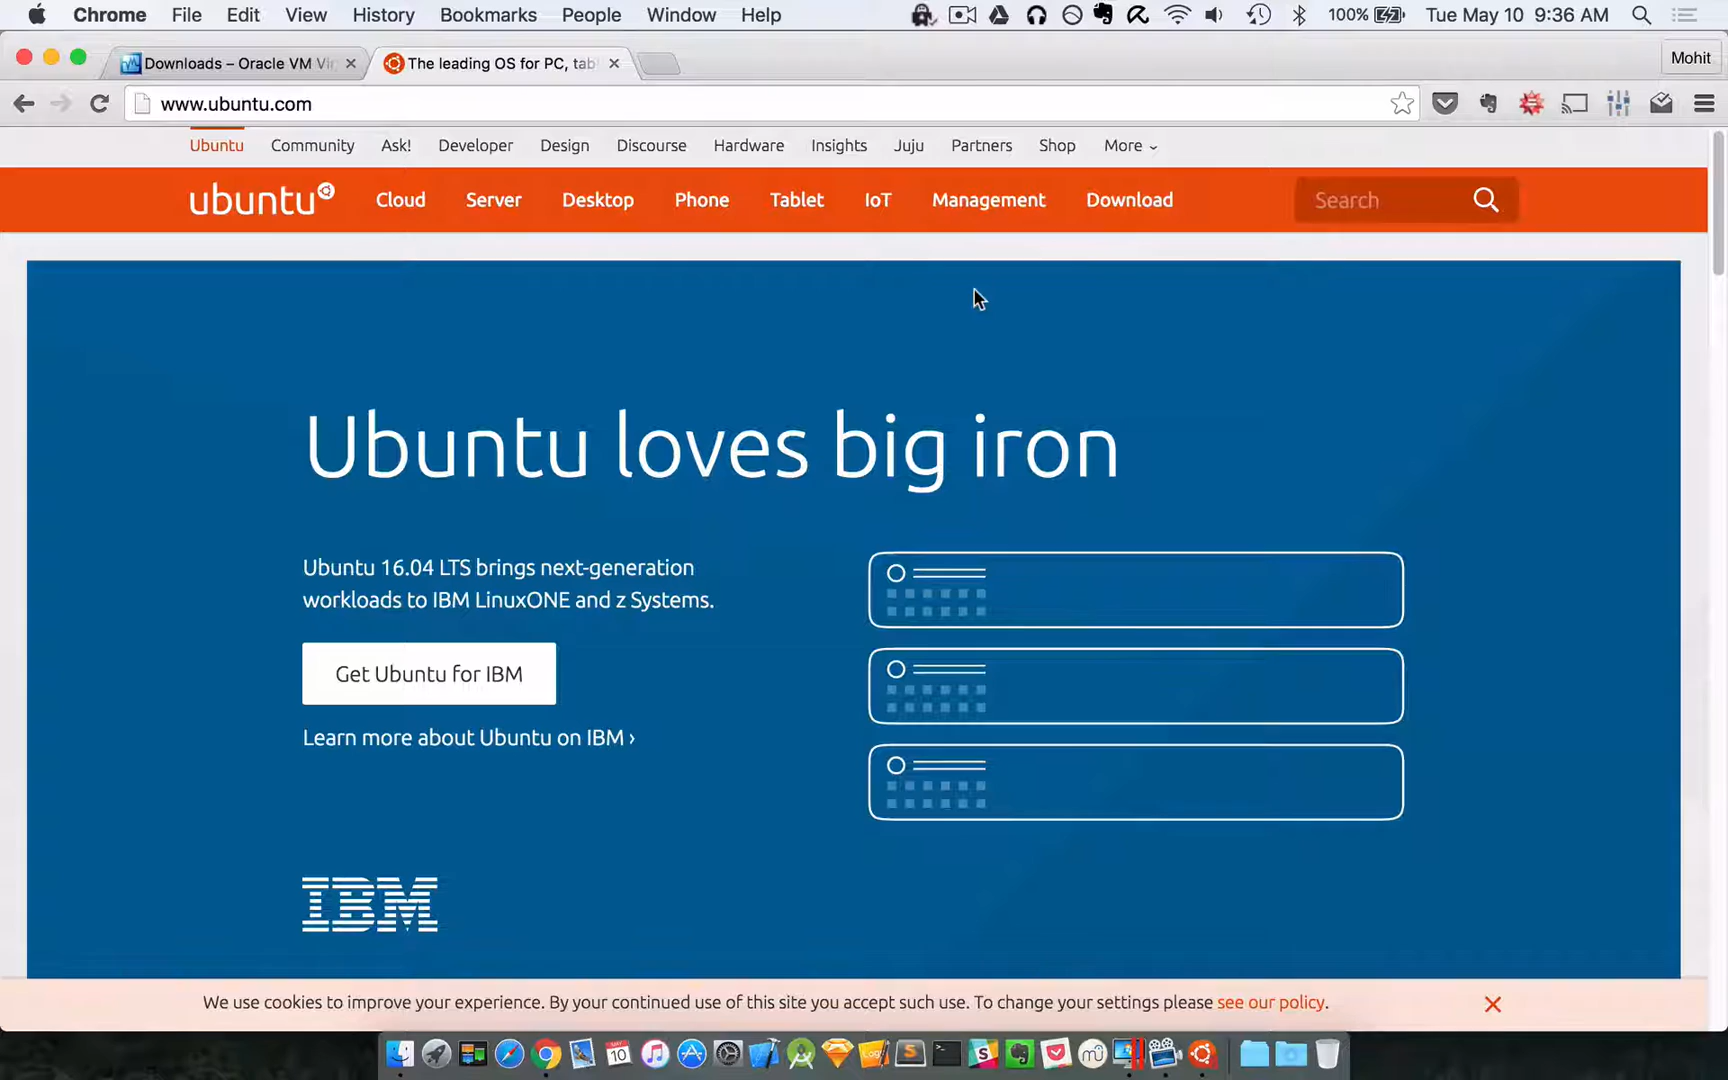 Chrome File Edit View History Bookmarks People Window Help 100% Tue May 10 9:36 AM
Downloads – Oracle VM Vir The leading OS for PC, tab Mohit
www.ubuntu.com
Ubuntu Community Ask! Developer Design Discourse Hardware Insights Juju Partners Shop More
ubuntu Cloud Server Desktop Phone Tablet IoT Management Download Search
Ubuntu loves big iron
Ubuntu 16.04 LTS brings next-generation
workloads to IBM LinuxONE and z Systems.
Get Ubuntu for IBM
Learn more about Ubuntu on IBM ›
IBM
We use cookies to improve your experience. By your continued use of this site you accept such use. To change your settings please see our policy.